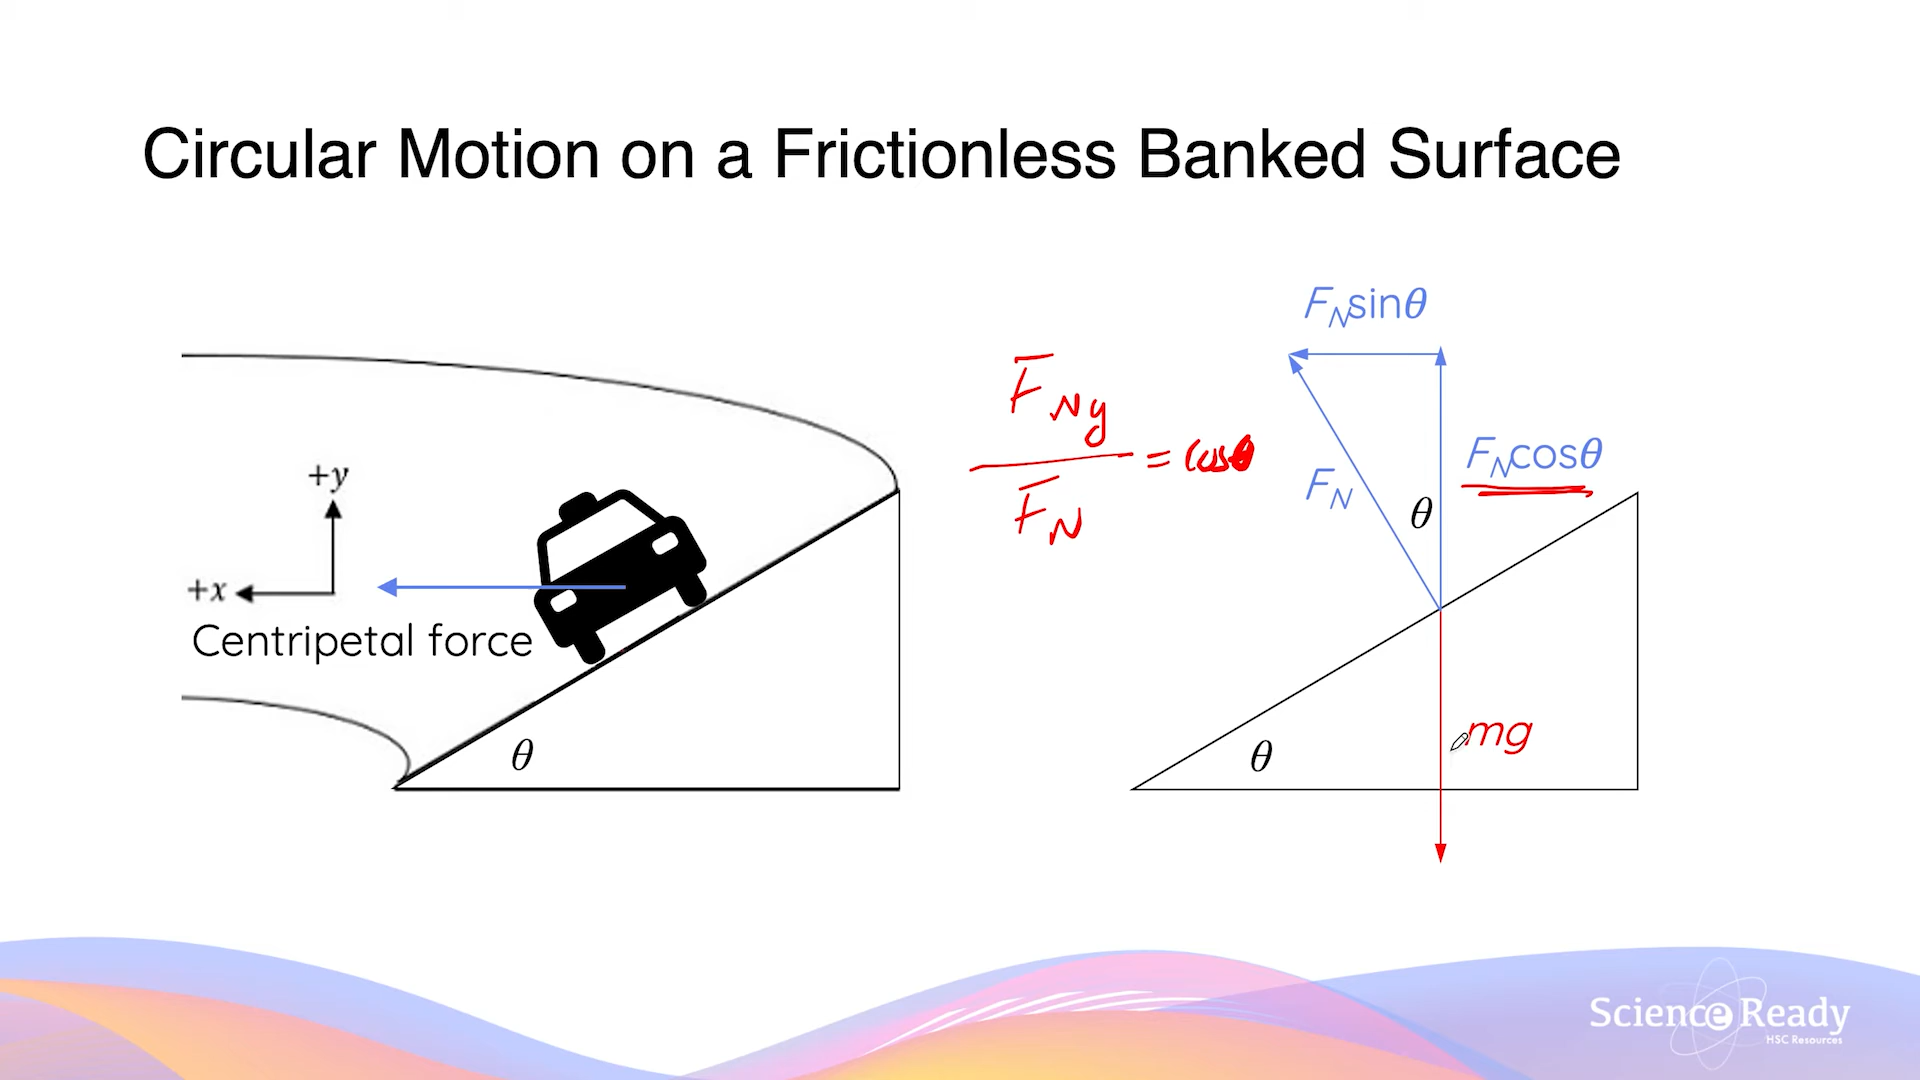 Circular Motion on a Frictionless Banked Surface
+y
+x
Centripetal force
θ
F_Ny
F_N
= cosθ
F_N sinθ
F_N
θ
F_N cosθ
mg
θ
Science Ready
HSC Resources